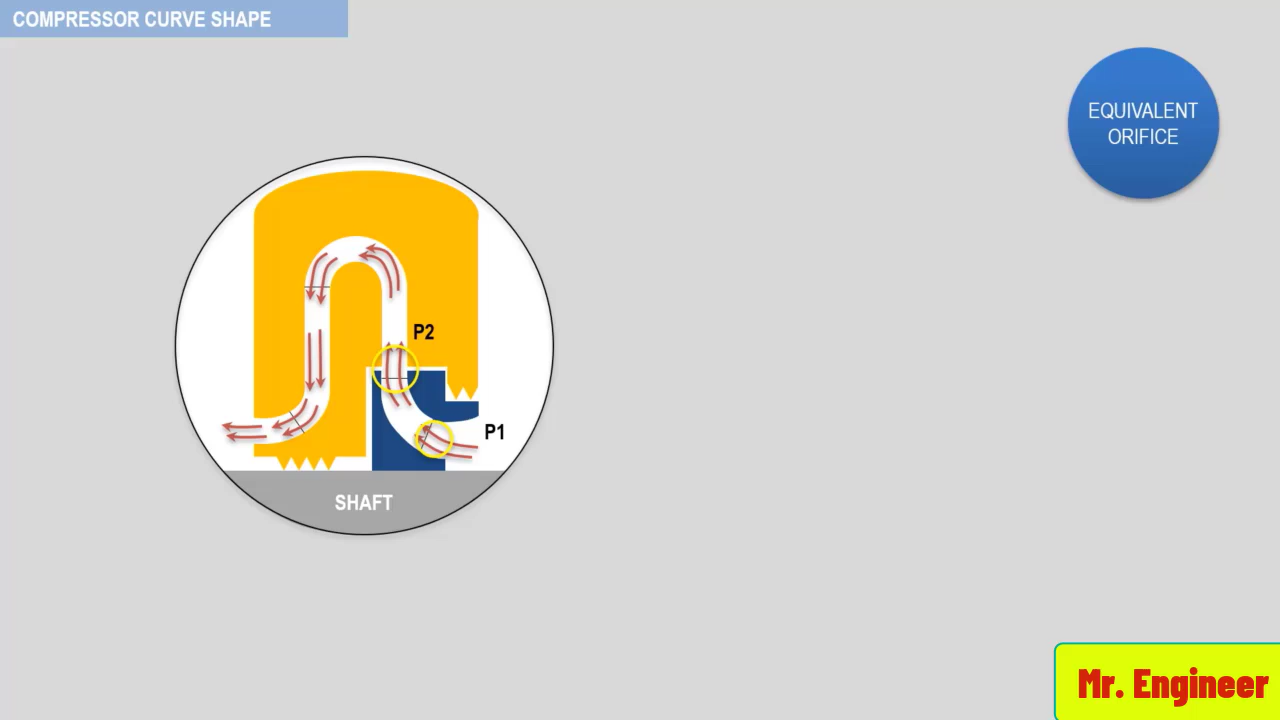 COMPRESSOR CURVE SHAPE
EQUIVALENT
ORIFICE
P2
P1
SHAFT
Mr. Engineer